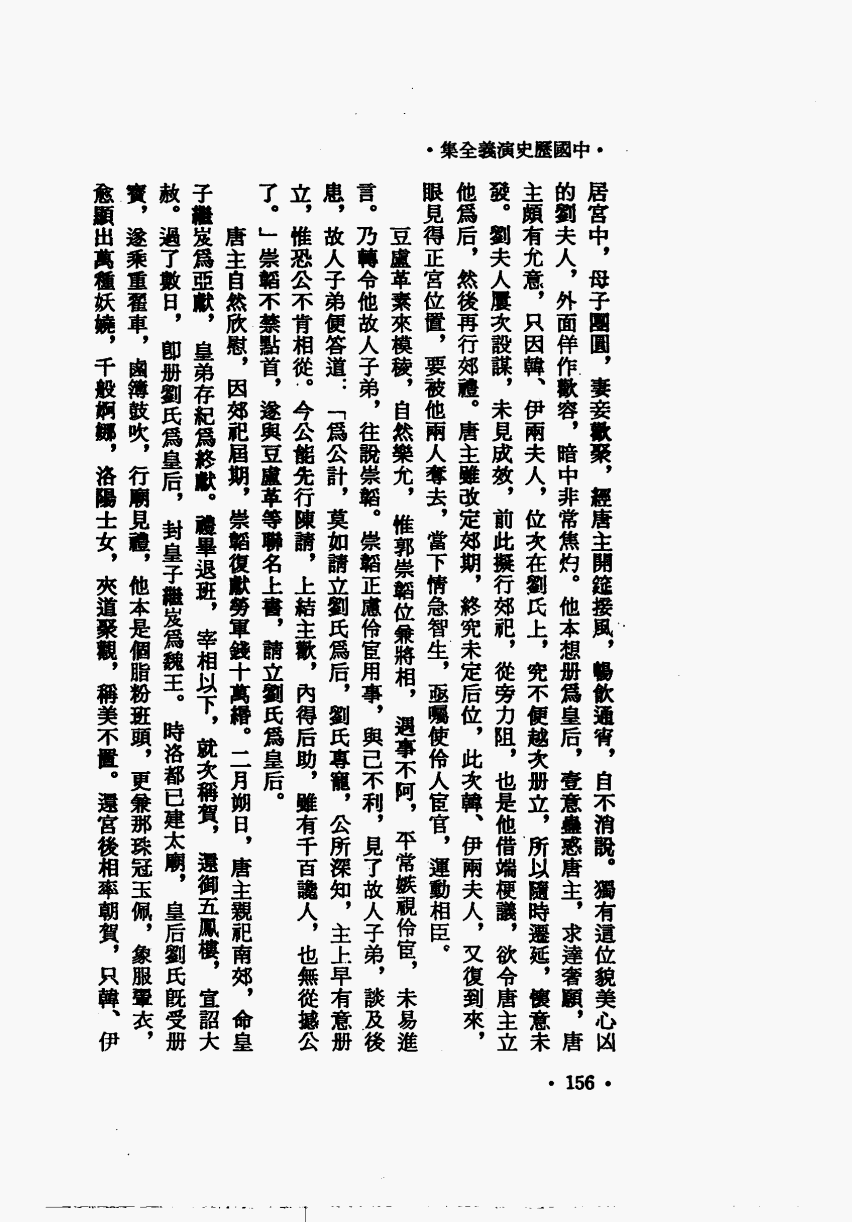 •中國歷史演義全集•
居宮中，母子團圓，妻妾歡聚，經唐主開筵接風，暢飲通宵，自不消說。獨有這位貌美心凶
的劉夫人，外面佯作歡容，暗中非常焦灼。他本想册爲皇后，壹意蠱惑唐主，求達奢願，唐
主頗有允意，只因韓、伊兩夫人，位次在劉氏上，究不便越次册立，所以隨時遷延，懷意未
發。劉夫人屢次設謀，未見成效，前此擬行郊祀，從旁力阻，也是他借端梗議，欲令唐主立
他爲后，然後再行郊禮。唐主雖改定郊期，終究未定后位，此次韓、伊兩夫人，又復到來，
眼見得正宮位置，要被他兩人奪去，當下情急智生，亟囑使伶人宦官，運動相臣。
豆盧革素來模稜，自然樂允，惟郭崇韜位兼將相，遇事不阿，平常嫉視伶宦，未易進
言。乃轉令他故人子弟，往說崇韜。崇韜正慮伶宦用事，與己不利，見了故人子弟，談及後
患，故人子弟便答道：「爲公計，莫如請立劉氏爲后，劉氏專寵，公所深知，主上早有意册
立，惟恐公不肯相從。今公能先行陳請，上結主歡，內得后助，雖有千百讒人，也無從撼公
了。」崇韜不禁點首，遂與豆盧革等聯名上書，請立劉氏爲皇后。
唐主自然欣慰，因郊祀屆期，崇韜復獻勞軍錢十萬緡。二月朔日，唐主親祀南郊，命皇
子繼岌爲亞獻，皇弟存紀爲終獻。禮畢退班，宰相以下，就次稱賀，還御五鳳樓，宣詔大
赦。過了數日，卽册劉氏爲皇后，封皇子繼岌爲魏王。時洛都已建太廟，皇后劉氏旣受册
寶，遂乘重翟車，鹵簿鼓吹，行廟見禮，他本是個脂粉班頭，更兼那珠冠玉佩，象服翬衣，
愈顯出萬種妖嬈，千般婀娜，洛陽士女，夾道聚觀，稱美不置。還宮後相率朝賀，只韓、伊
• 156 •